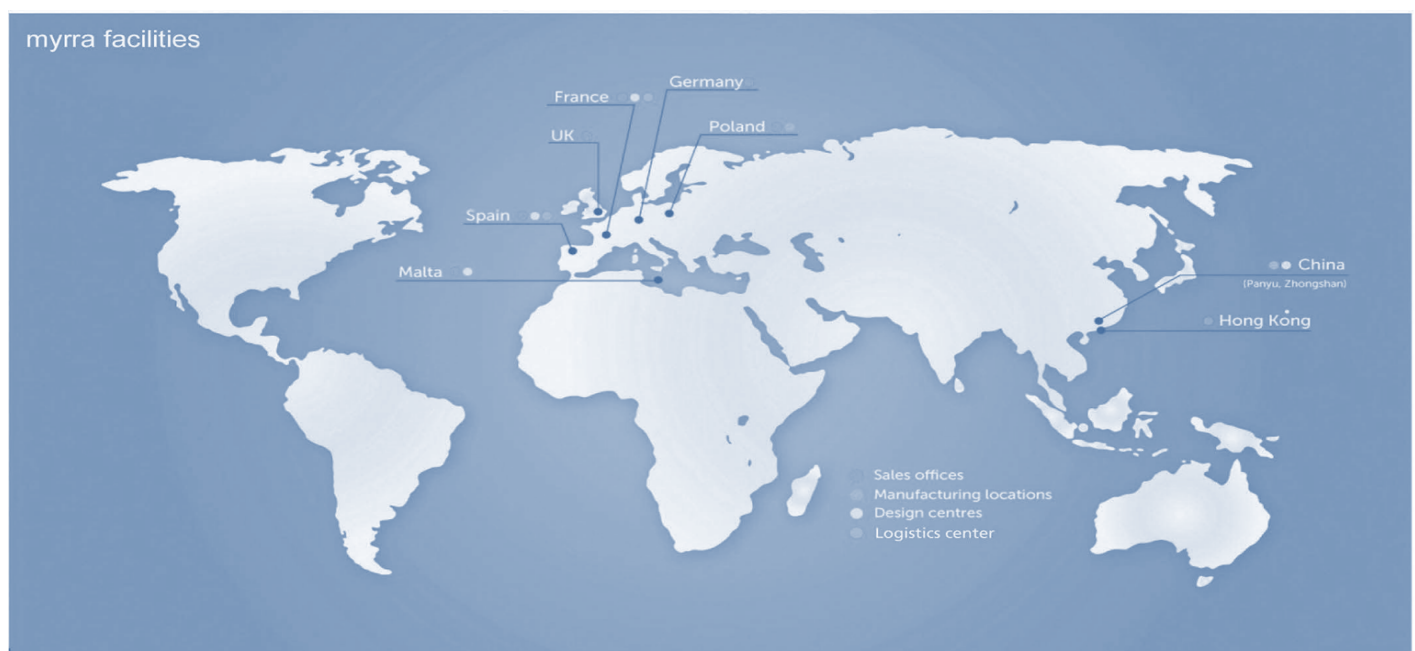 myrra facilities
Germany
France
UK
Poland
Spain
Malta
China
(Panyu, Zhongshan)
Hong Kong
Sales offices
Manufacturing locations
Design centres
Logistics center